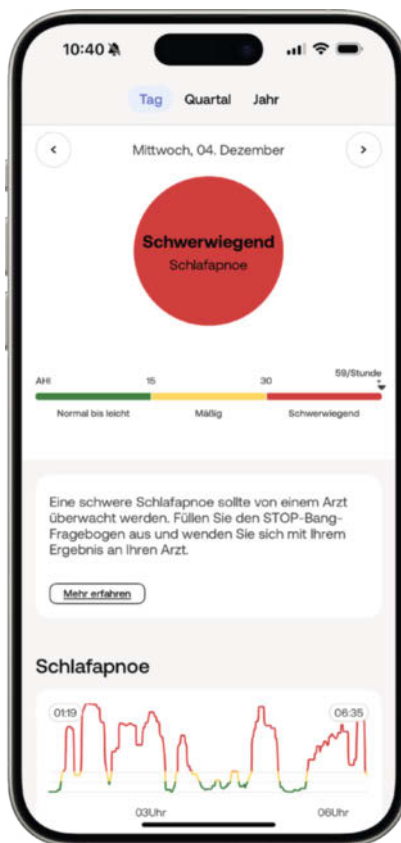 10:40
Tag Quartal Jahr
Mittwoch, 04. Dezember
Schwerwiegend
Schlafapnoe
59/Stunde
AHI 15 30
Normal bis leicht Mäßig Schwerwiegend
Eine schwere Schlafapnoe sollte von einem Arzt
überwacht werden. Füllen Sie den STOP-Bang-
Fragebogen aus und wenden Sie sich mit Ihrem
Ergebnis an Ihren Arzt.
Mehr erfahren
Schlafapnoe
01:19 06:35
03Uhr 06Uhr